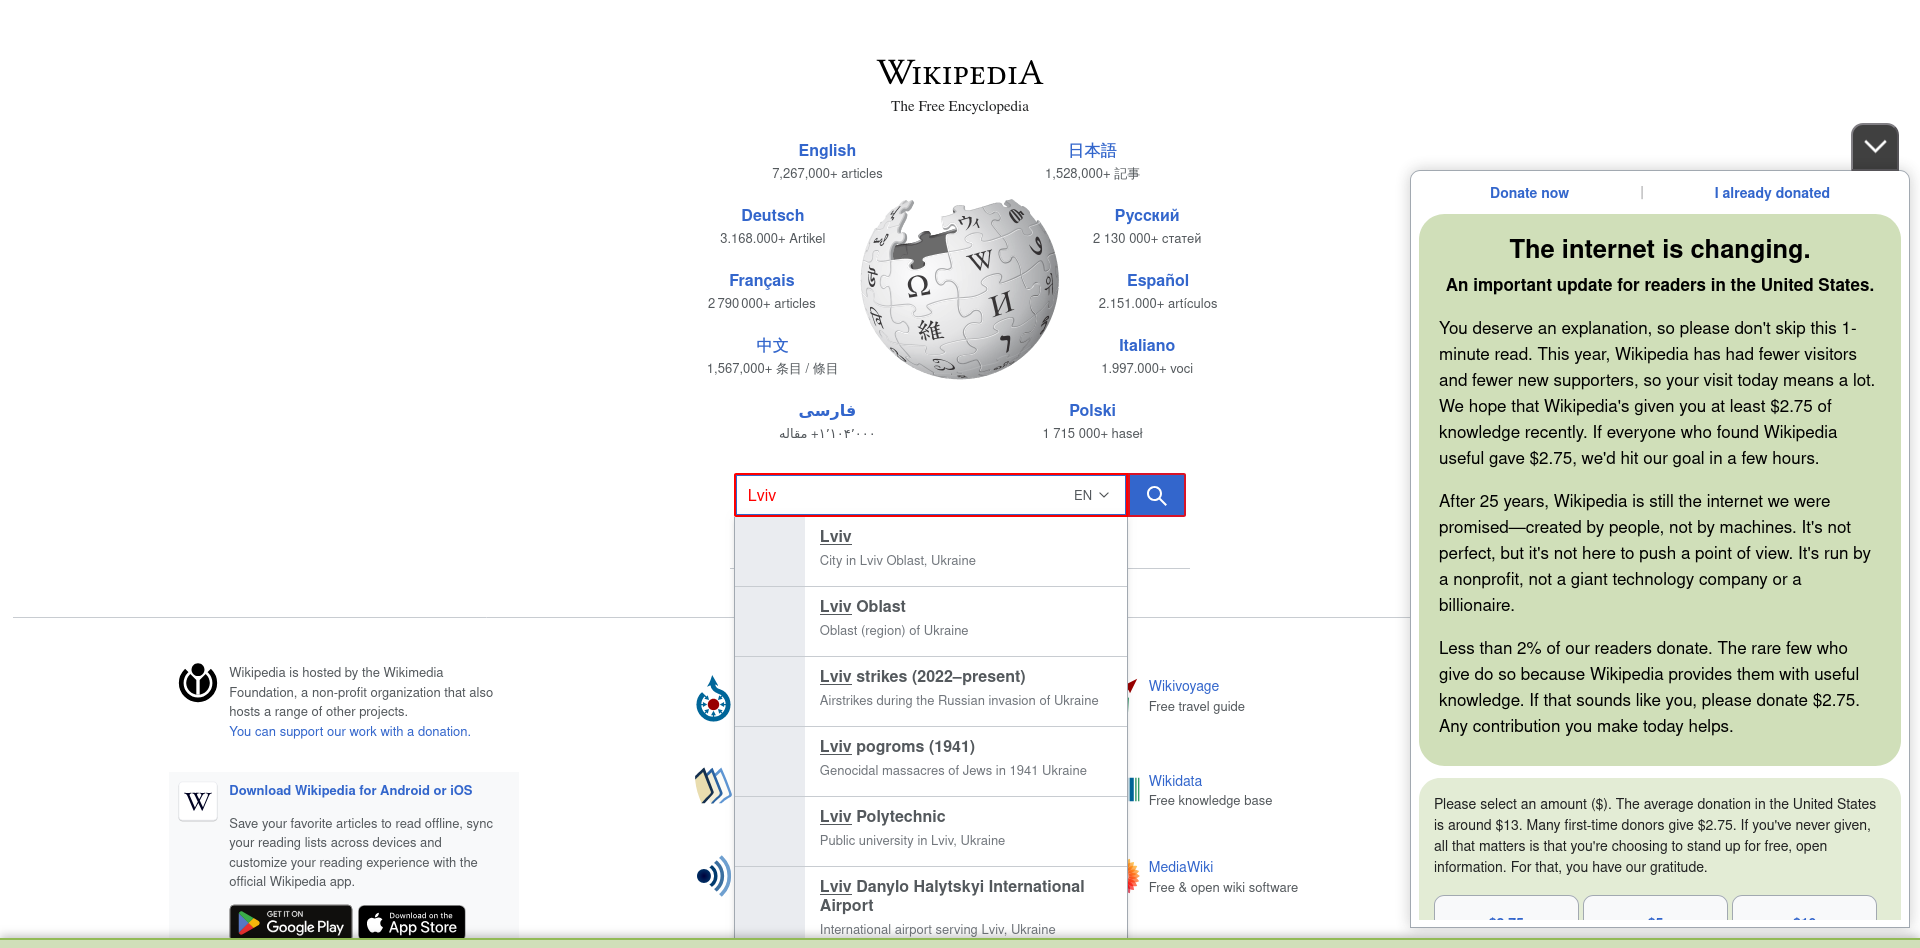 WIKIPEDIA
The Free Encyclopedia
English
7,267,000+ articles
日本語
1,528,000+ 記事
Deutsch
3.168.000+ Artikel
Русский
2 130 000+ статей
Français
2 790 000+ articles
Español
2.151.000+ artículos
中文
1,567,000+ 条目 / 條目
Italiano
1.997.000+ voci
فارسی
۱٬۱۰۴٬۰۰۰+ مقاله
Polski
1 715 000+ haseł
Lviv
EN
Lviv
City in Lviv Oblast, Ukraine
Lviv Oblast
Oblast (region) of Ukraine
Lviv strikes (2022–present)
Airstrikes during the Russian invasion of Ukraine
Lviv pogroms (1941)
Genocidal massacres of Jews in 1941 Ukraine
Lviv Polytechnic
Public university in Lviv, Ukraine
Lviv Danylo Halytskyi International
Airport
International airport serving Lviv, Ukraine
Wikipedia is hosted by the Wikimedia
Foundation, a non-profit organization that also
hosts a range of other projects.
You can support our work with a donation.
W
Download Wikipedia for Android or iOS
Save your favorite articles to read offline, sync
your reading lists across devices and
customize your reading experience with the
official Wikipedia app.
GET IT ON
Google Play
Download on the
App Store
Wikivoyage
Free travel guide
Wikidata
Free knowledge base
MediaWiki
Free & open wiki software
Donate now | I already donated
The internet is changing.
An important update for readers in the United States.
You deserve an explanation, so please don't skip this 1-
minute read. This year, Wikipedia has had fewer visitors
and fewer new supporters, so your visit today means a lot.
We hope that Wikipedia's given you at least $2.75 of
knowledge recently. If everyone who found Wikipedia
useful gave $2.75, we'd hit our goal in a few hours.
After 25 years, Wikipedia is still the internet we were
promised—created by people, not by machines. It's not
perfect, but it's not here to push a point of view. It's run by
a nonprofit, not a giant technology company or a
billionaire.
Less than 2% of our readers donate. The rare few who
give do so because Wikipedia provides them with useful
knowledge. If that sounds like you, please donate $2.75.
Any contribution you make today helps.
Please select an amount ($). The average donation in the United States
is around $13. Many first-time donors give $2.75. If you've never given,
all that matters is that you're choosing to stand up for free, open
information. For that, you have our gratitude.